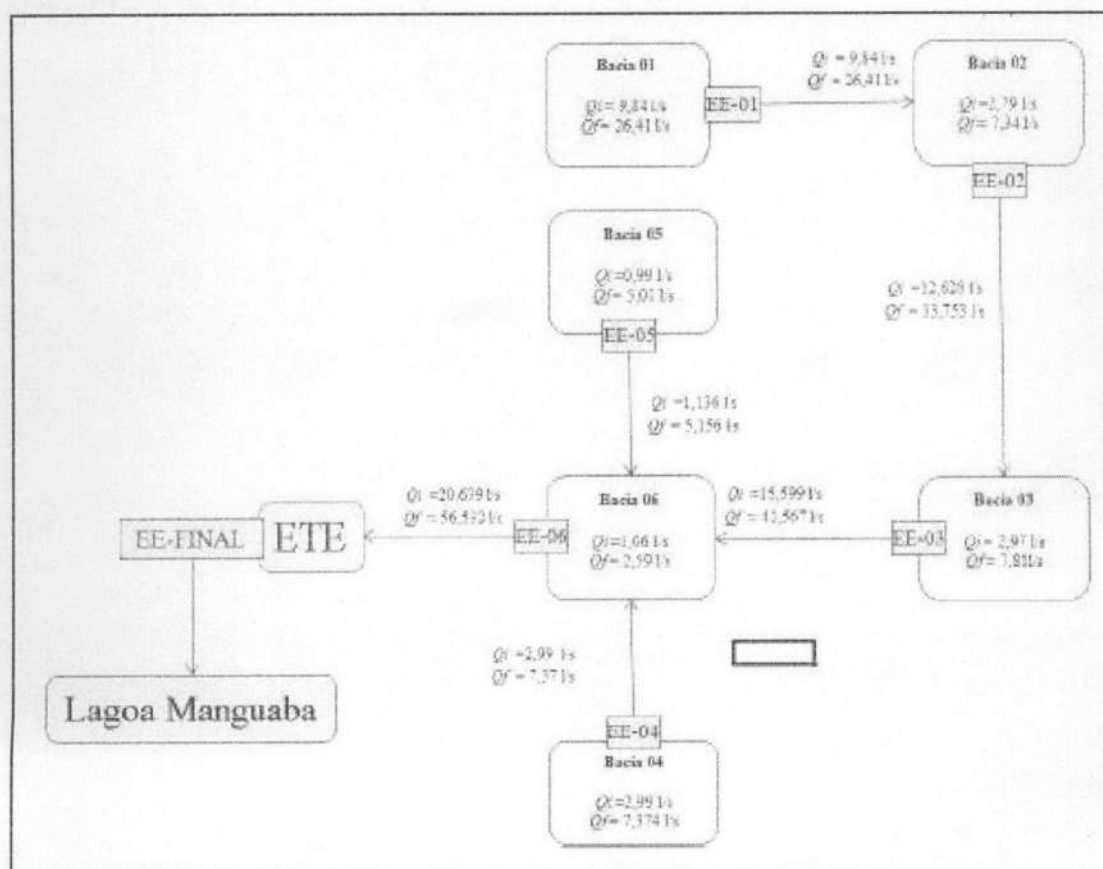 Bacia 01
Qi = 9,84 l/s
Qf = 26,41 l/s
EE-01
Qi = 9,84 l/s
Qf = 26,41 l/s
Bacia 02
Qi =2,79 l/s
Qf = 7,34 l/s
EE-02
Bacia 05
Qi =0,99 l/s
Qf = 5,01 l/s
EE-05
Qi =12,628 l/s
Qf = 33,753 l/s
Qi =1,136 l/s
Qf = 5,156 l/s
Bacia 06
Qi =1,66 l/s
Qf = 2,59 l/s
EE-06
Qi =15,599 l/s
Qf =
EE-03
Bacia 03
Qi = 2,97 l/s
Qf = 7,81 l/s
Qi =20,679 l/s
Qf = 56,592 l/s
EE-FINAL
ETE
Qi =2,99 l/s
Qf = 7,37 l/s
Lagoa Manguaba
EE-04
Bacia 04
Qi =2,99 l/s
Qf = 7,374 l/s